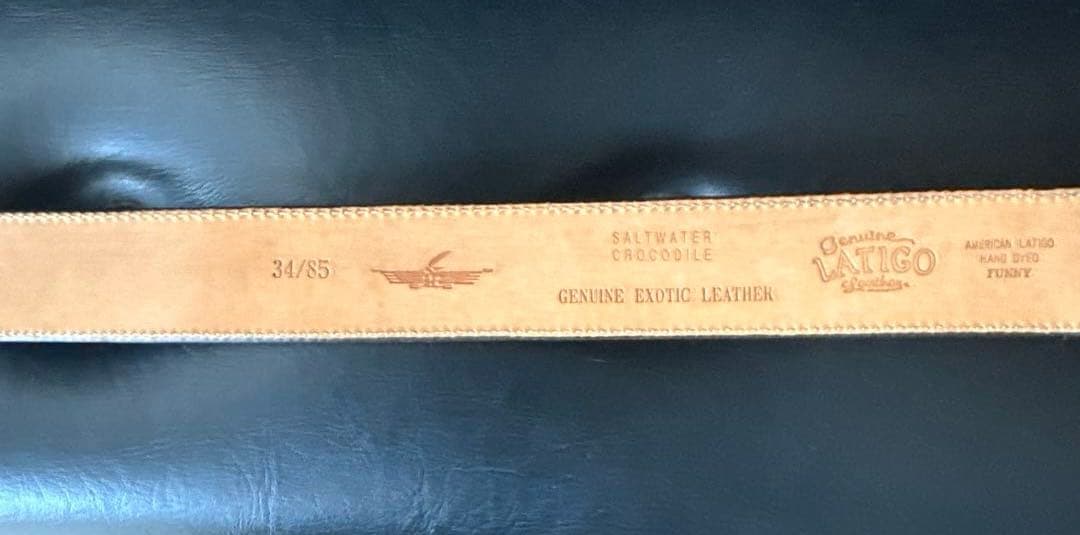 34/85
SALTWATER
CROCODILE
GENUINE EXOTIC LEATHER
Genuine
LATIGO
Leather
AMERICAN LATIGO
HAND DYED
FUNNY